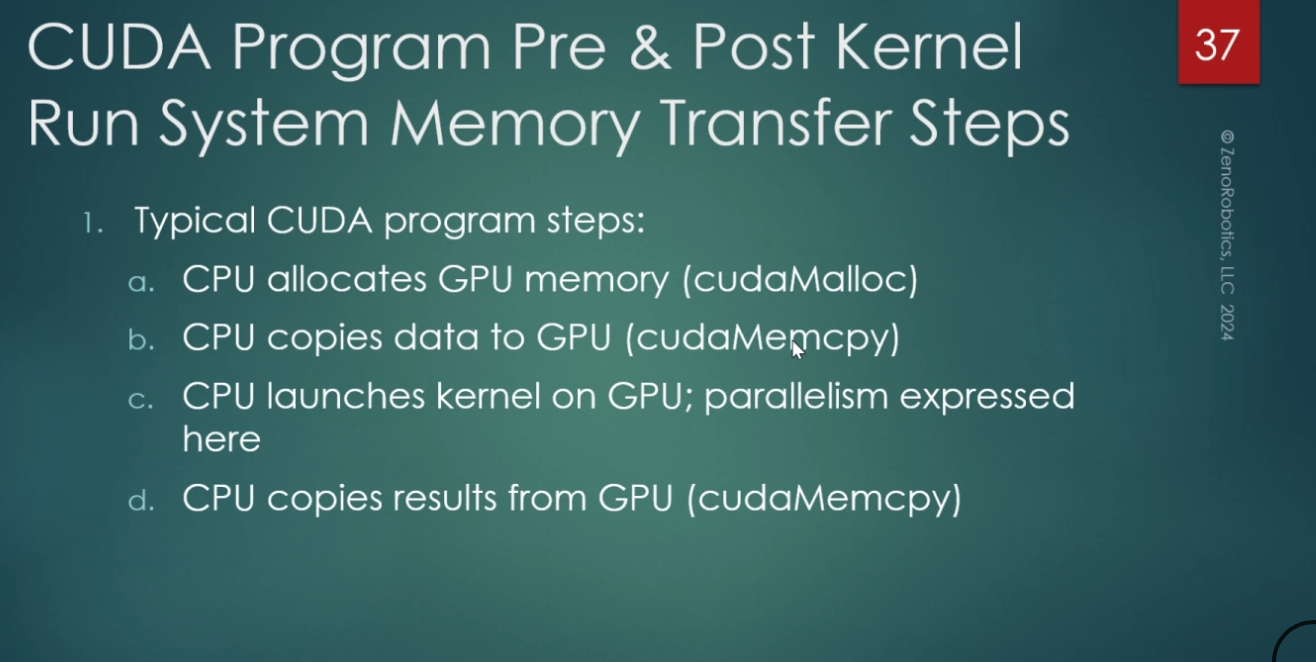 CUDA Program Pre & Post Kernel
Run System Memory Transfer Steps
37
© ZenoRobotics, LLC 2024
1. Typical CUDA program steps:
a. CPU allocates GPU memory (cudaMalloc)
b. CPU copies data to GPU (cudaMemcpy)
c. CPU launches kernel on GPU; parallelism expressed
here
d. CPU copies results from GPU (cudaMemcpy)